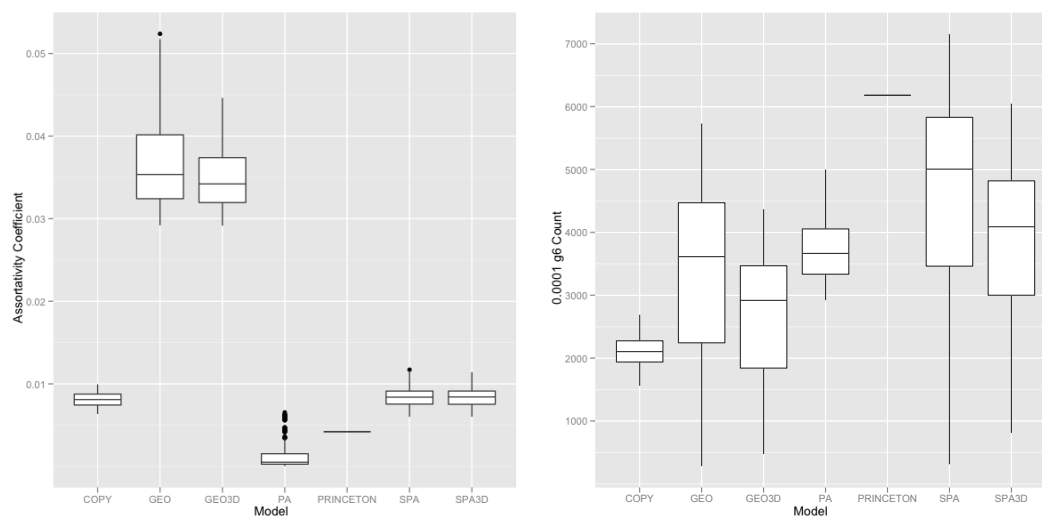 0.05
0.04
0.03
0.02
0.01
Assortativity Coefficient
COPY GEO GEO3D PA PRINCETON SPA SPA3D
Model
7000
6000
5000
4000
3000
2000
1000
0.0001 g6 Count
COPY GEO GEO3D PA PRINCETON SPA SPA3D
Model